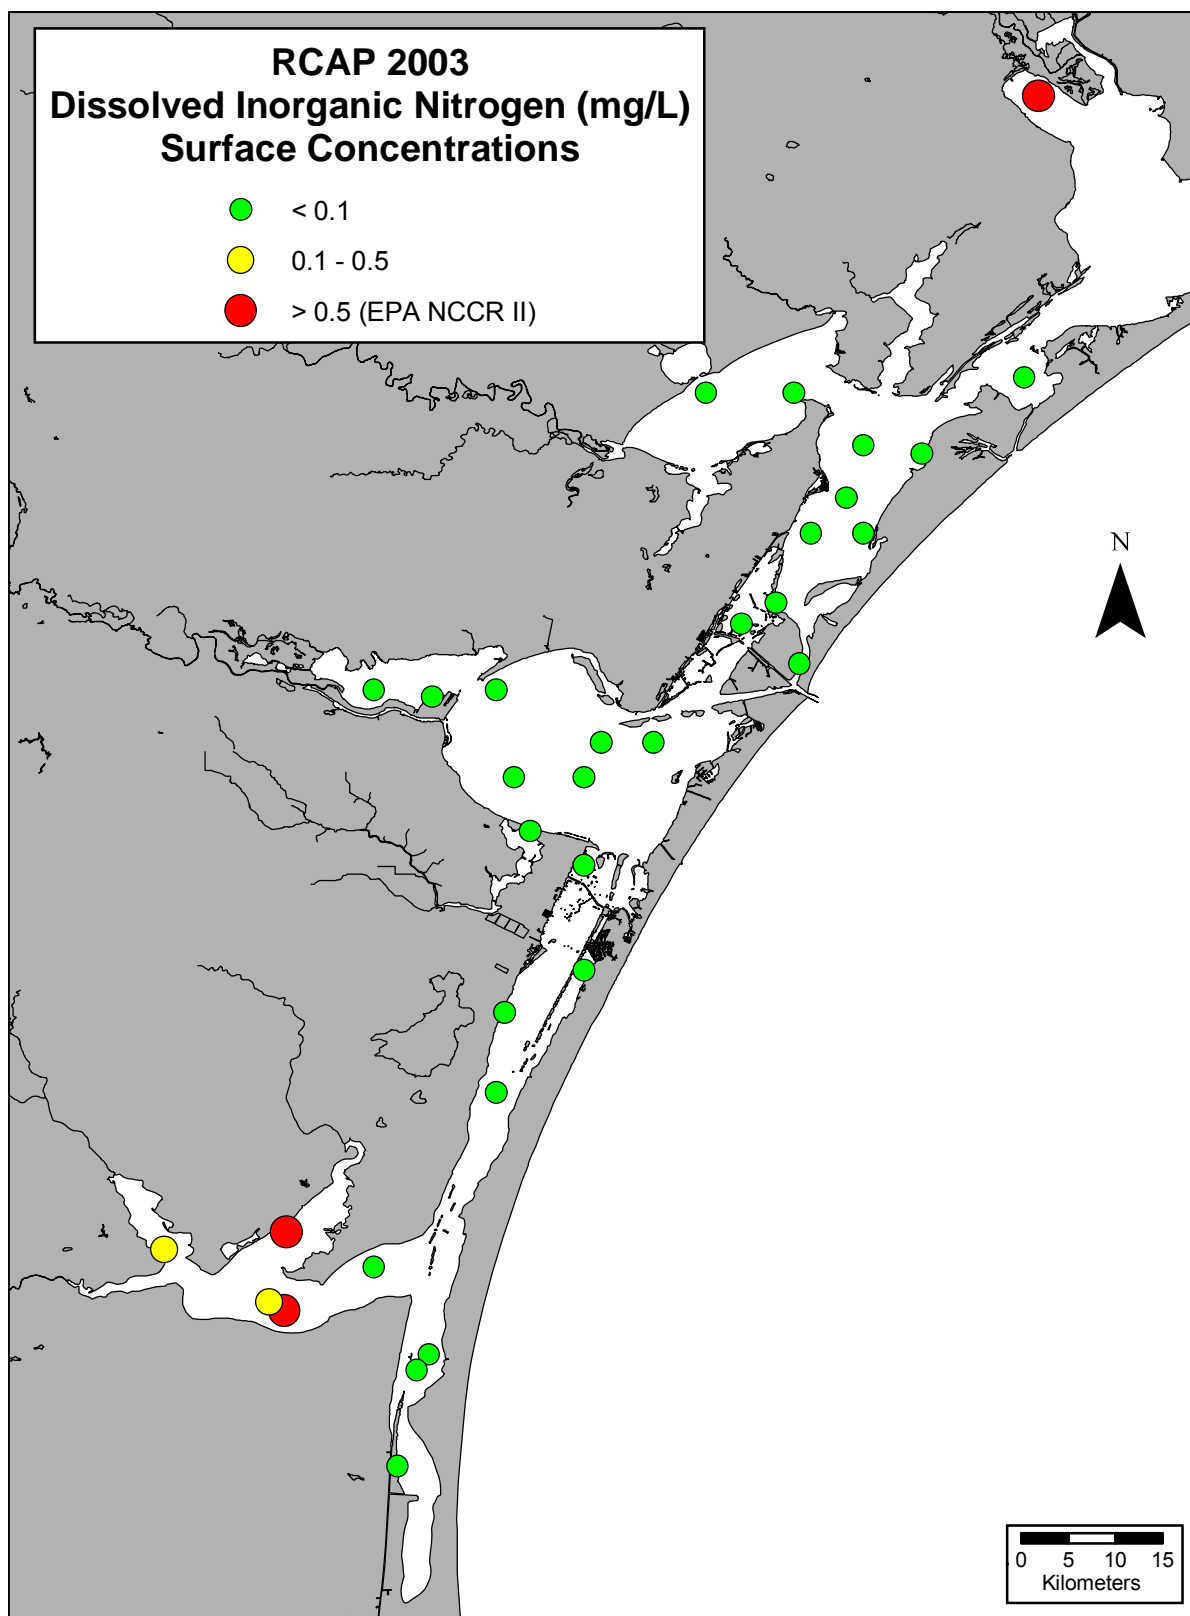 RCAP 2003
Dissolved Inorganic Nitrogen (mg/L)
Surface Concentrations
< 0.1
0.1 - 0.5
> 0.5 (EPA NCCR II)
N
0 5 10 15
Kilometers